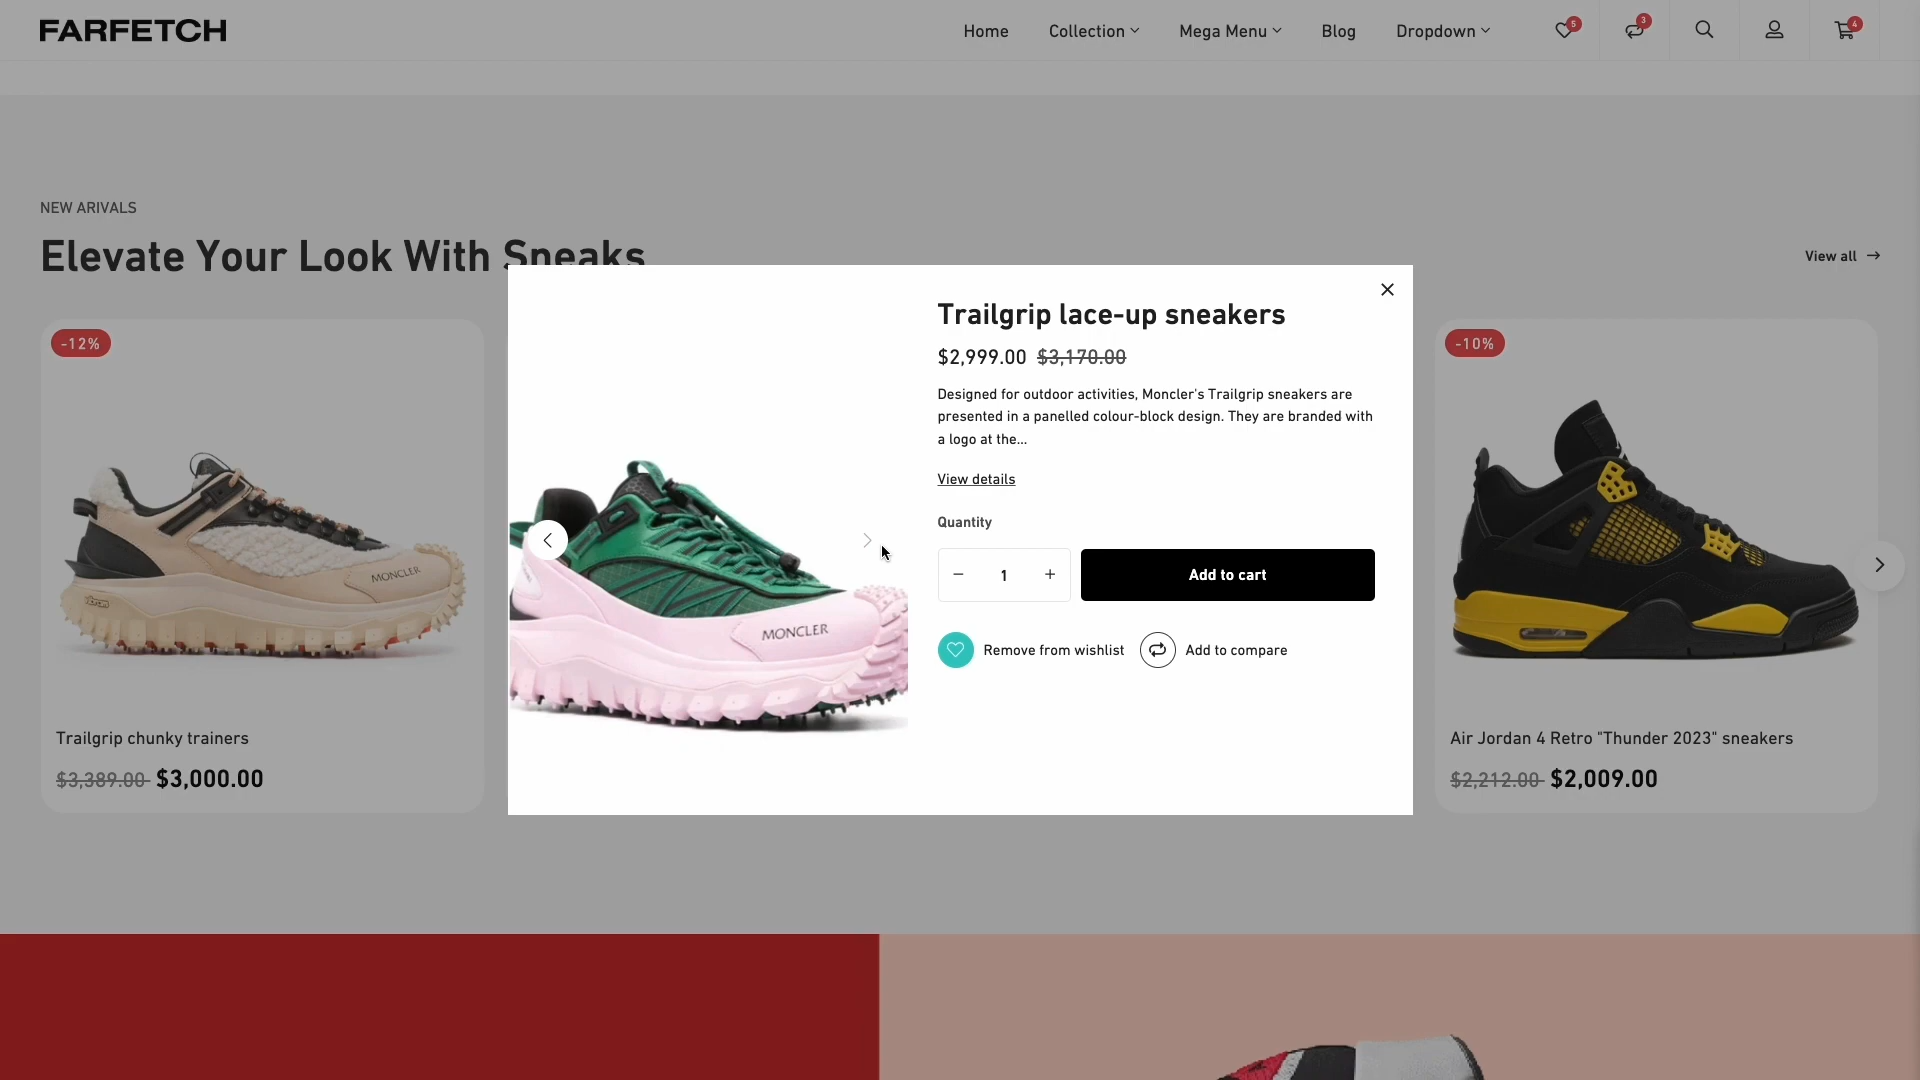 FARFETCH
Home
Collection
Mega Menu
Blog
Dropdown
5
3
4
NEW ARIVALS
Elevate Your Look With Sneaks
View all
-12%
MONCLER
Trailgrip chunky trainers
$3,389.00 $3,000.00
MONCLER
Trailgrip lace-up sneakers
$2,999.00 $3,170.00
Designed for outdoor activities, Moncler's Trailgrip sneakers are
presented in a panelled colour-block design. They are branded with
a logo at the...
View details
Quantity
1
Add to cart
Remove from wishlist
Add to compare
-10%
Air Jordan 4 Retro "Thunder 2023" sneakers
$2,212.00 $2,009.00